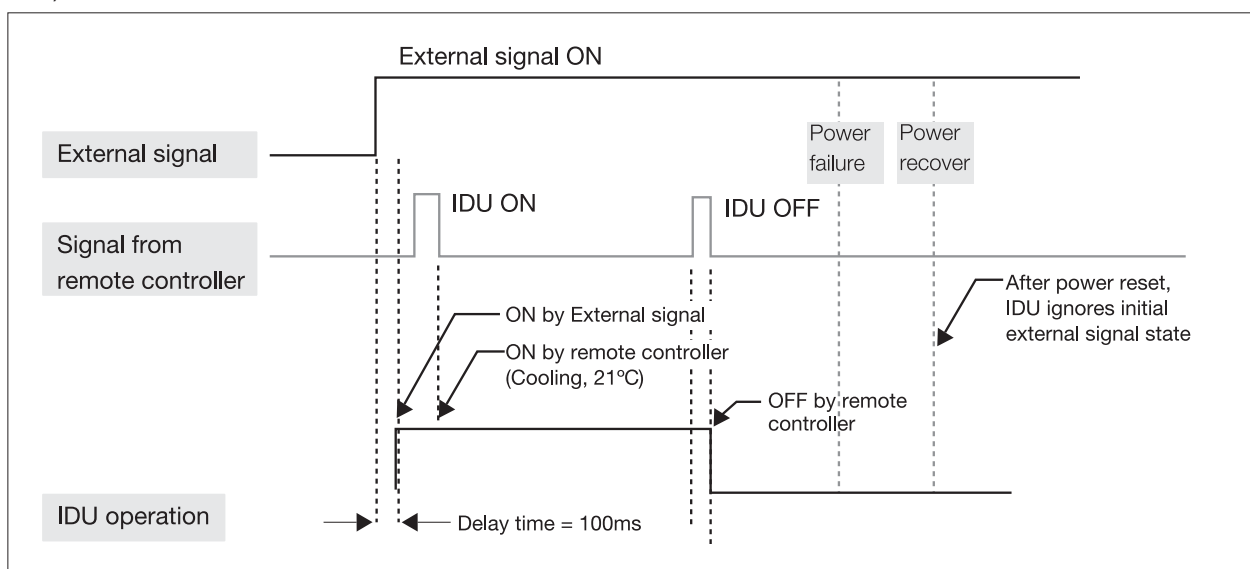 External signal ON
External signal
Power
failure
Power
recover
IDU ON
IDU OFF
Signal from
remote controller
After power reset,
IDU ignores initial
external signal state
ON by External signal
ON by remote controller
(Cooling, 21ºC)
OFF by remote
controller
IDU operation
Delay time = 100ms